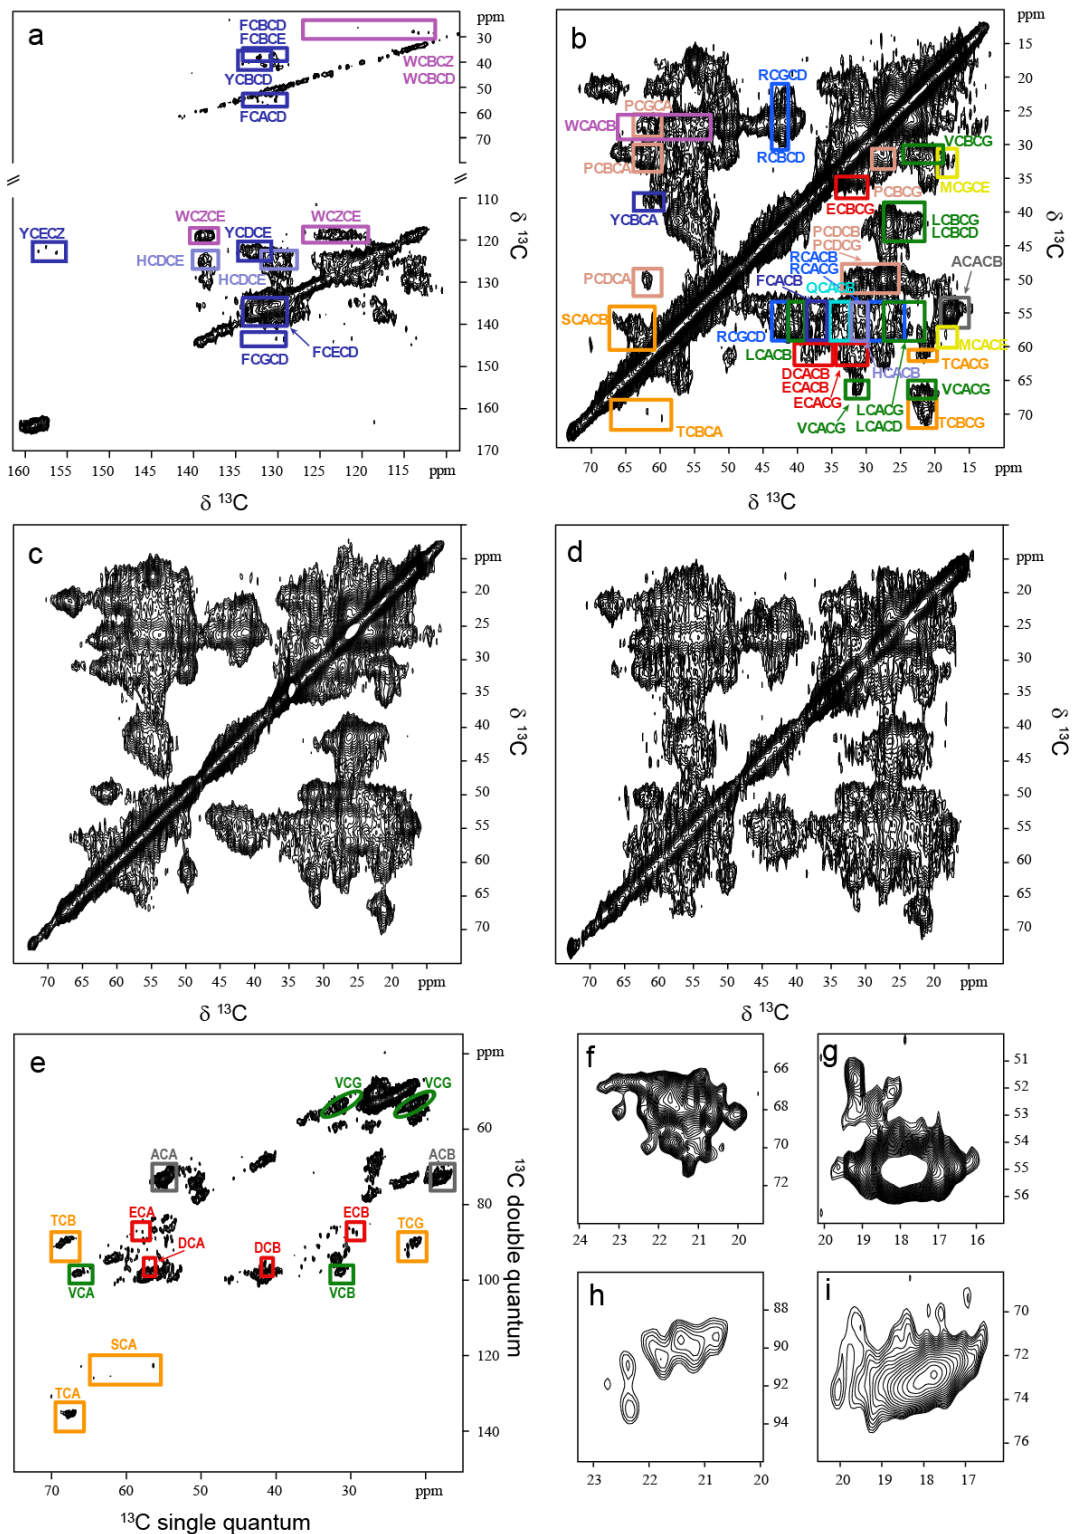 a
FCBCD
FCBCE
YCBCD
FCACD
WCBCZ
WCBCD
ppm
30
40
50
60
70
110
120
130
140
150
160
170
δ 13C
YCECZ
WCZCE
YCDCE
WCZCE
HCDCE
HCDCE
FCGCD
FCECD
160
155
150
140
130
120
ppm
δ 13C
b
RCGCD
PCGCA
WCACB
PCBCA
RCBCD
YCBCA
ECBCG
PCBCG
VCBCG
MCGCE
LCBCG
LCBCD
PCDCB
PCDCG
RCACB
RCACG
QCACB
FCACB
PCDCA
ACACB
SCACB
RCGCD
LCACB
DCACB
ECACB
ECACG
HCACB
MCACE
TCACG
VCACG
VCACG
LCACG
LCACD
TCBCG
TCBCA
ppm
15
20
25
30
35
40
45
50
55
60
65
70
δ 13C
70
65
60
55
50
45
40
35
30
25
20
15
ppm
δ 13C
c
ppm
20
25
30
35
40
45
50
55
60
65
70
δ 13C
70
65
60
55
50
45
40
35
30
25
20
ppm
δ 13C
d
ppm
20
25
30
35
40
45
50
55
60
65
70
δ 13C
70
65
60
55
50
45
40
35
30
25
20
ppm
δ 13C
e
VCG
VCG
ACA
ACB
ECA
ECB
TCB
TCG
DCA
DCB
VCA
VCB
SCA
TCA
ppm
60
80
100
120
140
13C double quantum
70
60
50
40
30
ppm
13C single quantum
f
66
68
70
72
24
23
22
21
20
g
51
52
53
54
55
56
20
19
18
17
16
h
88
90
92
94
23
22
21
20
i
70
72
74
76
20
19
18
17